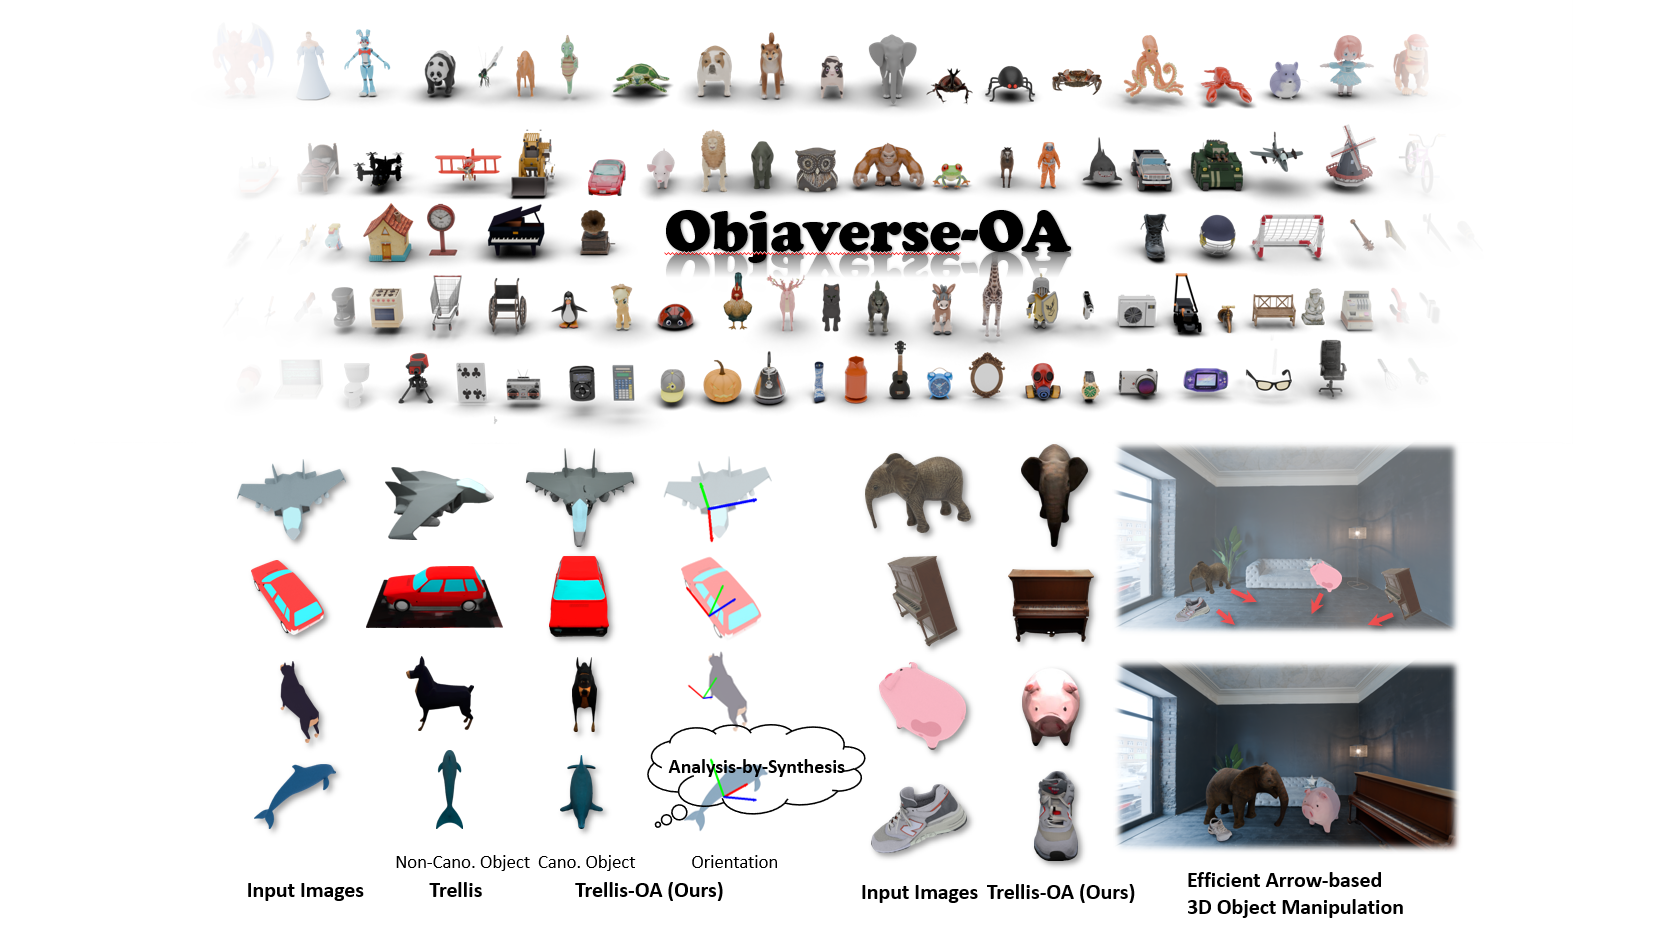 Objaverse-OA
Analysis-by-Synthesis
Non-Cano. Object Cano. Object Orientation
Input Images Trellis Trellis-OA (Ours)
Input Images Trellis-OA (Ours)
Efficient Arrow-based
3D Object Manipulation